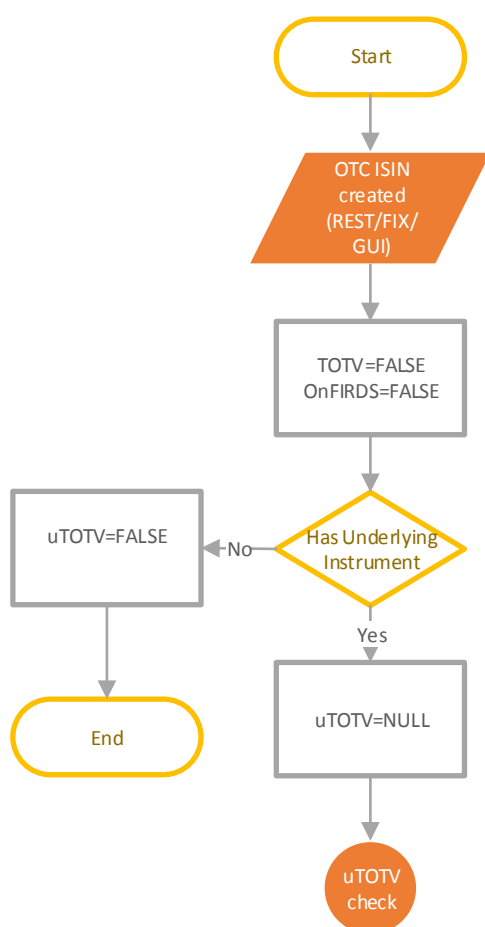 Start
OTC ISIN
created
(REST/FIX/
GUI)
TOTV=FALSE
OnFIRDS=FALSE
Has Underlying
Instrument
No
uTOTV=FALSE
End
Yes
uTOTV=NULL
uTOTV
check